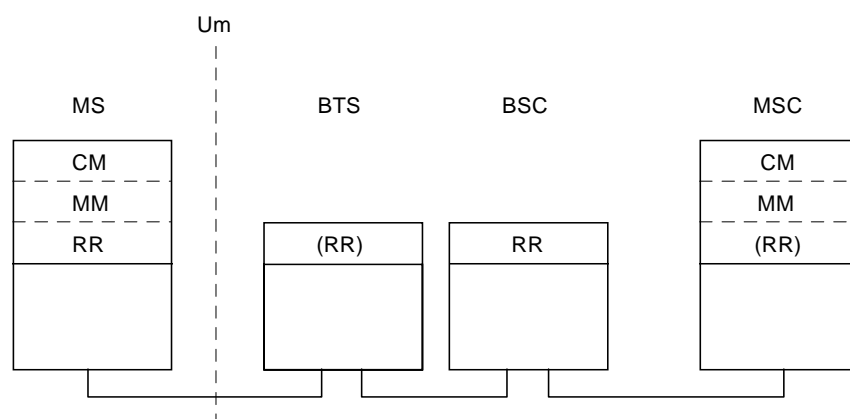 Um
MS BTS BSC MSC
CM CM
MM MM
RR (RR) RR (RR)